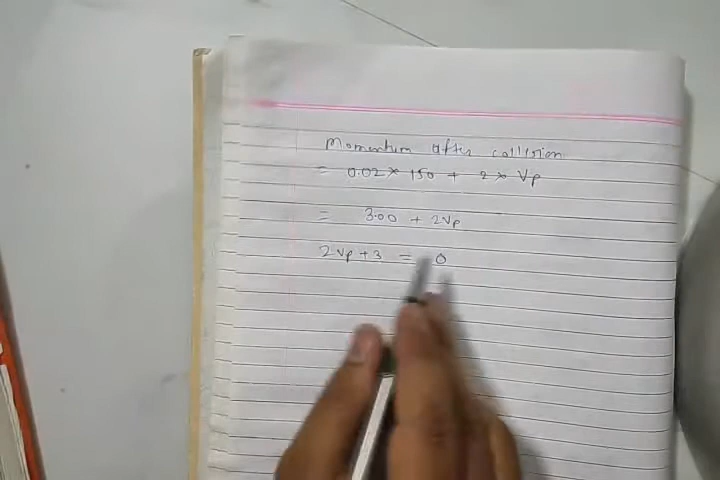 Momentum after collision
= 0.02 × 150 + 2 × Vp
= 3.00 + 2Vp
2Vp + 3 = 0